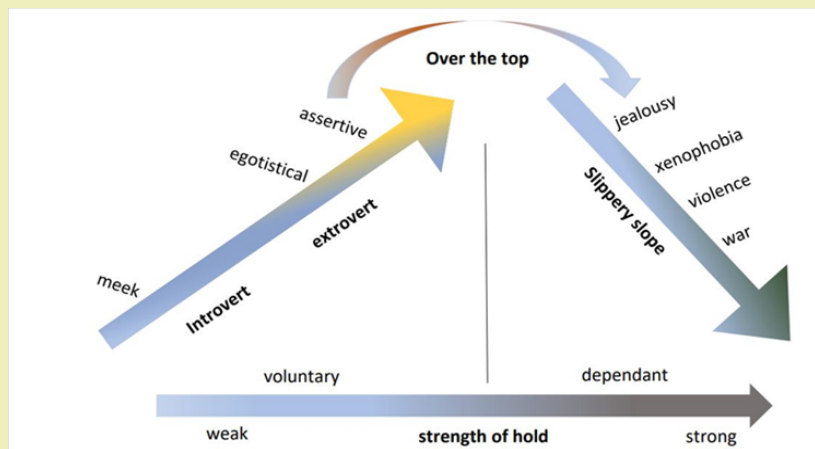 Over the top
assertive
egotistical
meek
extrovert
Introvert
jealousy
xenophobia
violence
war
Slippery slope
voluntary
dependant
weak
strength of hold
strong